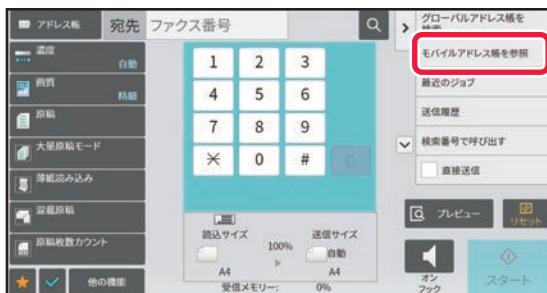 アドレス帳
宛先 ファクス番号
グローバルアドレス帳を
検索
濃度
自動
画質
精細
原稿
大量原稿モード
薄紙読み込み
混載原稿
原稿枚数カウント
他の機能
1 2 3
4 5 6
7 8 9
＊ 0 # C
読込サイズ
A4
100%
送信サイズ
自動
A4
受信メモリー: 0%
モバイルアドレス帳を参照
最近のジョブ
送信履歴
検索番号で呼び出す
直接送信
プレビュー
リセット
オン
フック
スタート